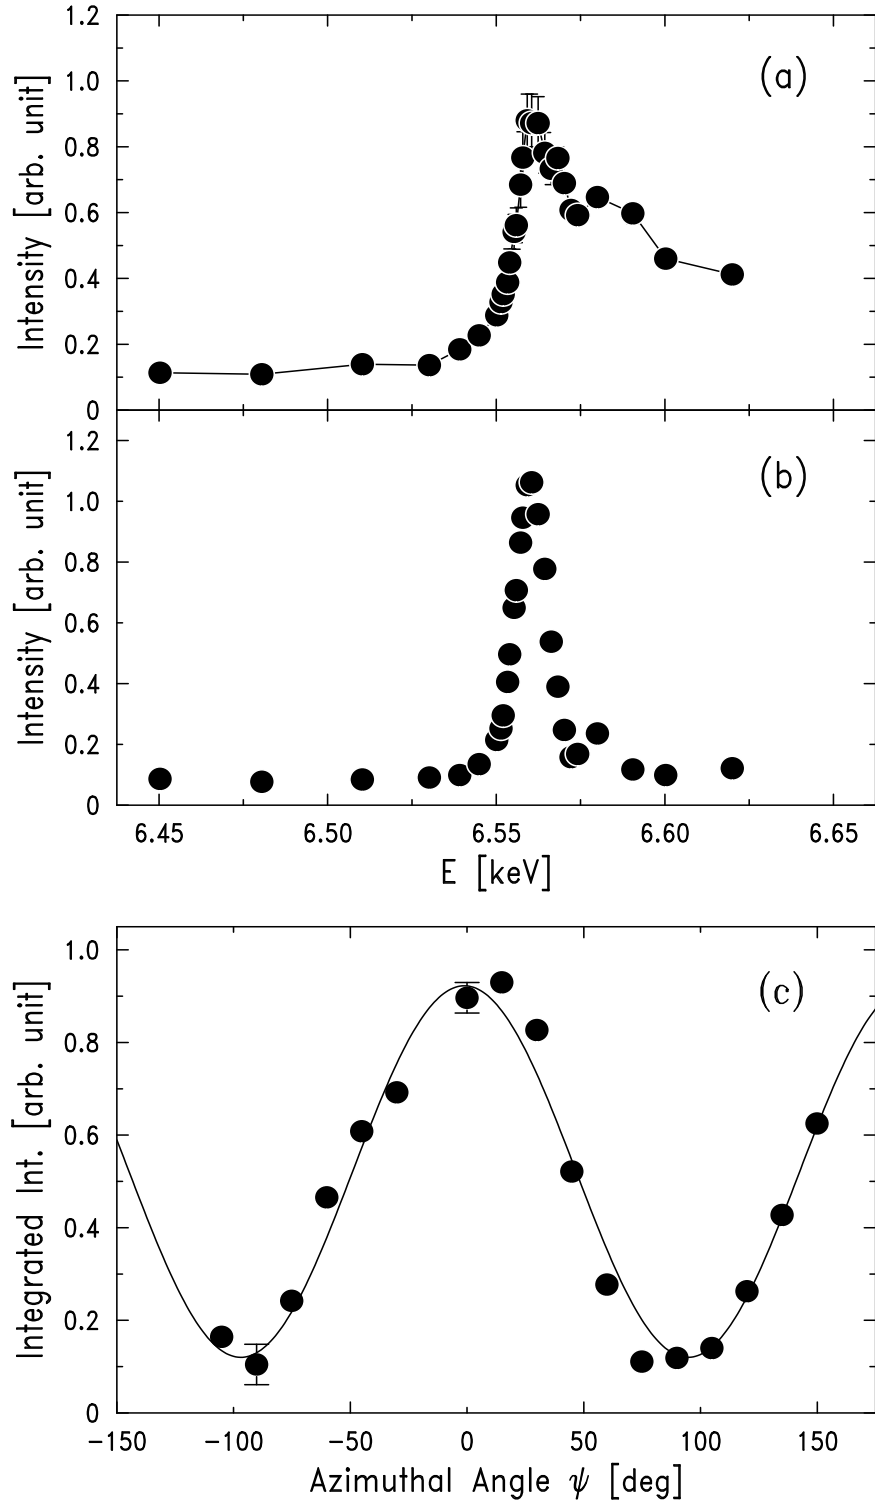 1.2
(a)
1.0
0.8
0.6
0.4
0.2
0
Intensity [arb. unit]
1.2
(b)
1.0
0.8
0.6
0.4
0.2
0
Intensity [arb. unit]
6.45 6.50 6.55 6.60 6.65
E [keV]
1.0
(c)
0.8
0.6
0.4
0.2
0
Integrated Int. [arb. unit]
−150 −100 −50 0 50 100 150
Azimuthal Angle ψ [deg]